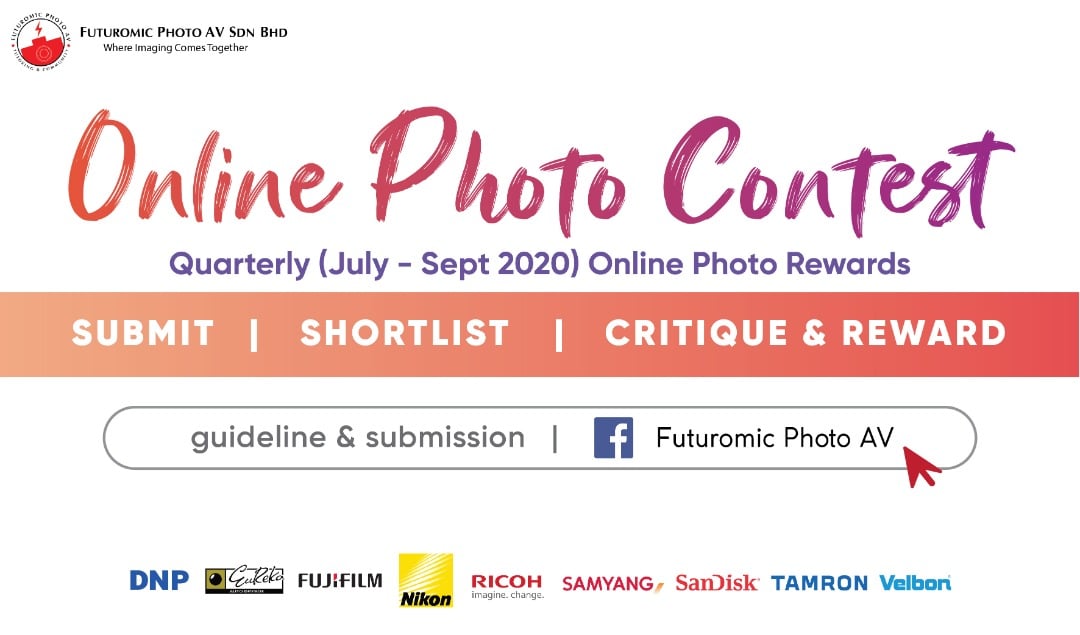 FUTUROMIC PHOTO AV SDN BHD
Where Imaging Comes Together
Online Photo Contest
Quarterly (July - Sept 2020) Online Photo Rewards
SUBMIT | SHORTLIST | CRITIQUE & REWARD
guideline & submission | f Futuromic Photo AV
DNP EuReKa FUJIFILM Nikon RICOH SAMYANG SanDisk TAMRON Velbon
imagine. change.